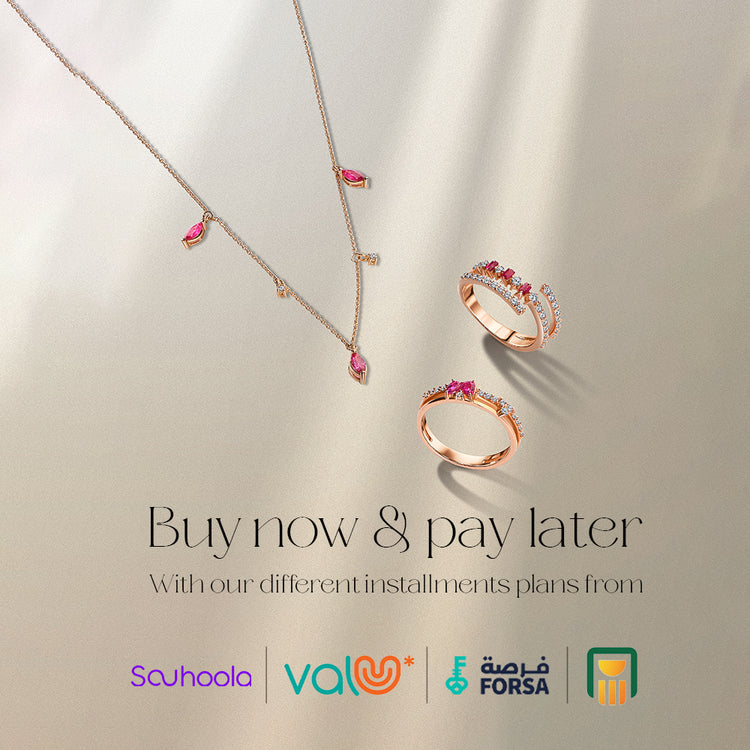 Buy now & pay later
With our different installments plans from
Souhoola
valU*
فرصة
FORSA